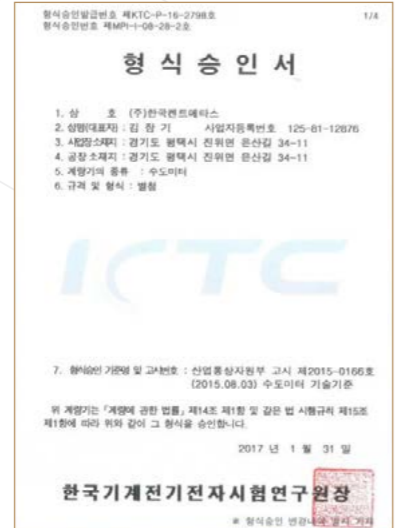 형식승인발급번호 제KTC-P-16-2798호
1/4
형식승인번호 제MPI-I-08-28-2호
형 식 승 인 서
1. 상 호 (주)한국켄트메타스
2. 성명(대표자) : 김 창 기 사업자등록번호 125-81-12876
3. 사업장소재지 : 경기도 평택시 진위면 은산길 34-11
4. 공장소재지 : 경기도 평택시 진위면 은산길 34-11
5. 계량기의 종류 : 수도미터
6. 규격 및 형식 : 별첨
KTC
7. 형식승인 기준명 및 고시번호 : 산업통상자원부 고시 제2015-0166호
(2015.08.03) 수도미터 기술기준
위 계량기는 「계량에 관한 법률」 제14조 제1항 및 같은 법 시행규칙 제15조
제1항에 따라 위와 같이 그 형식을 승인합니다.
2017 년 1 월 31 일
한국기계전기전자시험연구원장
※ 형식승인 변경내역